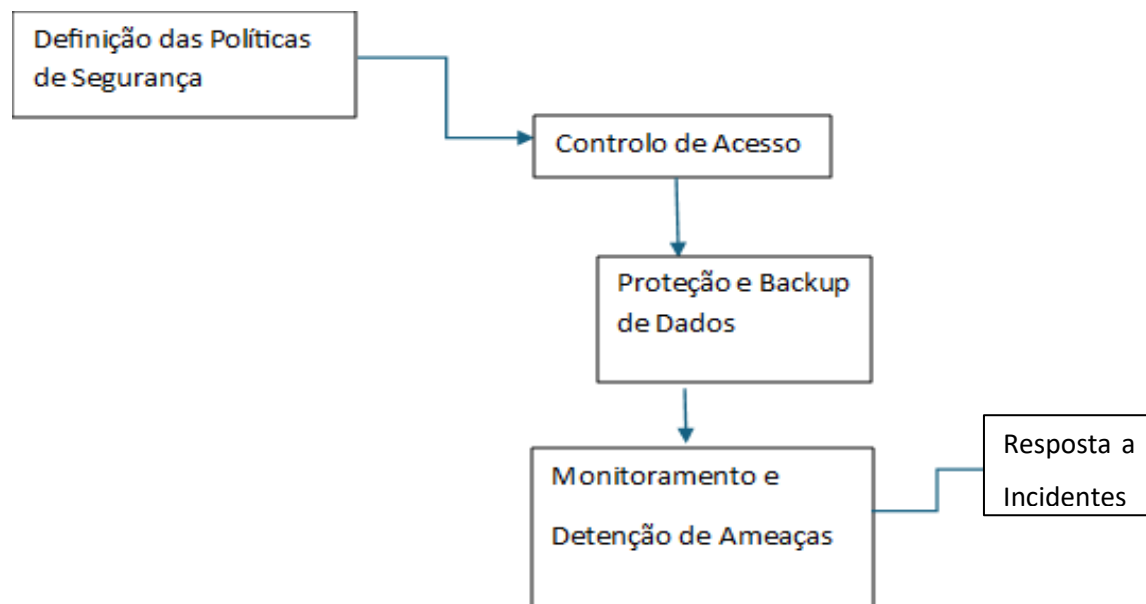 Definição das Políticas
de Segurança
Controlo de Acesso
Proteção e Backup
de Dados
Monitoramento e
Detenção de Ameaças
Resposta a
Incidentes